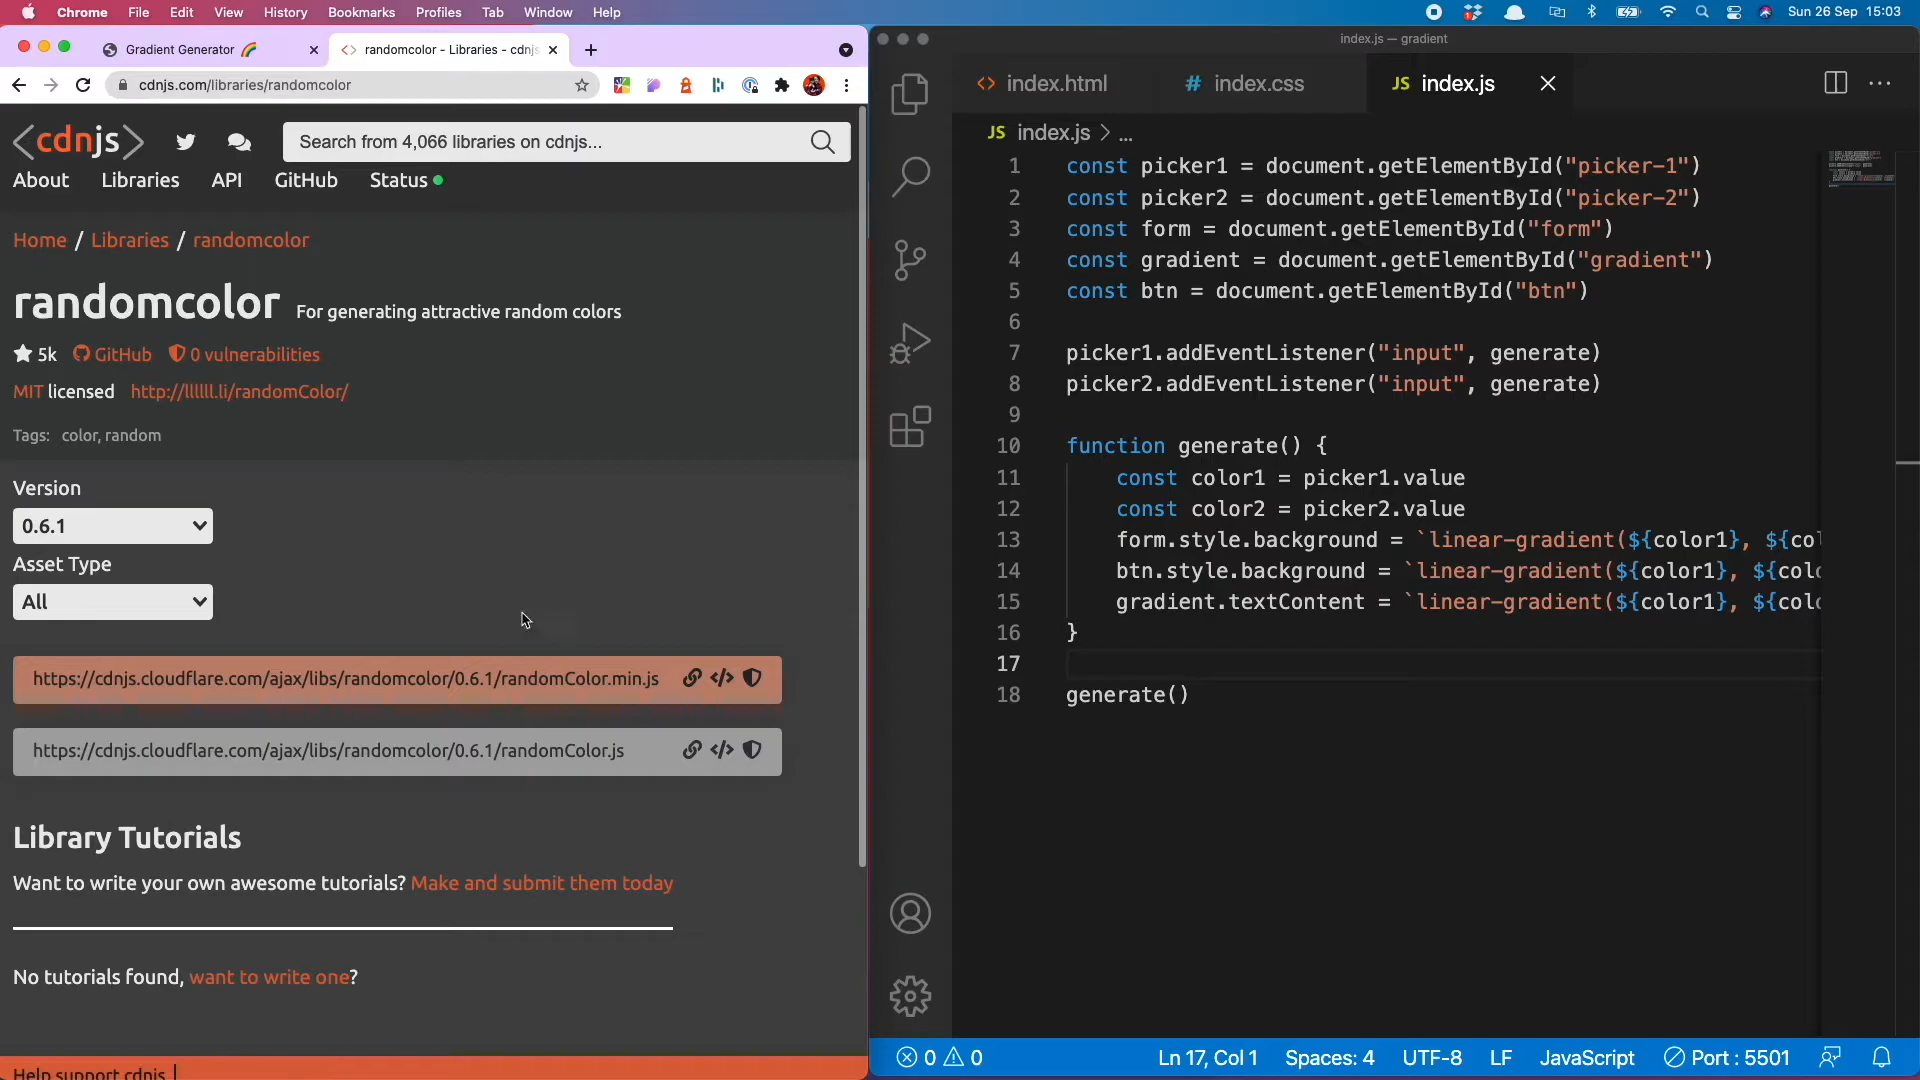 Chrome File Edit View History Bookmarks Profiles Tab Window Help
Sun 26 Sep 15:03
Gradient Generator 🌈
randomcolor - Libraries - cdnjs
cdnjs.com/libraries/randomcolor
<cdnjs>
Search from 4,066 libraries on cdnjs...
About Libraries API GitHub Status
Home / Libraries / randomcolor
randomcolor For generating attractive random colors
5k GitHub 0 vulnerabilities
MIT licensed http://llllll.li/randomColor/
Tags: color, random
Version
0.6.1
Asset Type
All
https://cdnjs.cloudflare.com/ajax/libs/randomcolor/0.6.1/randomColor.min.js
https://cdnjs.cloudflare.com/ajax/libs/randomcolor/0.6.1/randomColor.js
Library Tutorials
Want to write your own awesome tutorials? Make and submit them today
No tutorials found, want to write one?
Help support cdnjs
index.js — gradient
index.html
index.css
JS index.js
JS index.js > ...
1 const picker1 = document.getElementById("picker-1")
2 const picker2 = document.getElementById("picker-2")
3 const form = document.getElementById("form")
4 const gradient = document.getElementById("gradient")
5 const btn = document.getElementById("btn")
6
7 picker1.addEventListener("input", generate)
8 picker2.addEventListener("input", generate)
9
10 function generate() {
11 const color1 = picker1.value
12 const color2 = picker2.value
13 form.style.background = `linear-gradient(${color1}, ${col
14 btn.style.background = `linear-gradient(${color1}, ${colo
15 gradient.textContent = `linear-gradient(${color1}, ${colo
16 }
17
18 generate()
0 0
Ln 17, Col 1 Spaces: 4 UTF-8 LF JavaScript Port : 5501